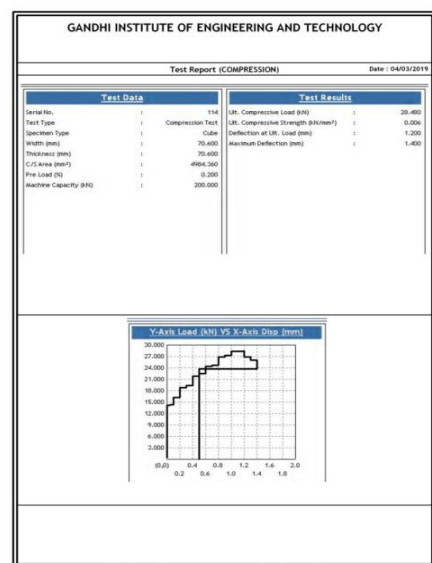 GANDHI INSTITUTE OF ENGINEERING AND TECHNOLOGY
Test Report (COMPRESSION) Date : 04/03/2019
Test Data
Serial No. : 114
Test Type : Compression Test
Specimen Type : Cube
Width (mm) : 70.600
Thickness (mm) : 70.600
C/S Area (mm²) : 4984.360
Pre Load (%) : 0.200
Machine Capacity (kN) : 200.000
Test Results
Ult. Compressive Load (kN) : 28.480
Ult. Compressive Strength (kN/mm²) : 0.006
Deflection at Ult. Load (mm) : 1.200
Maximum Deflection (mm) : 1.400
Y-Axis Load (kN) VS X-Axis Disp (mm)
30.000
27.000
24.000
21.000
18.000
15.000
12.000
9.000
6.000
3.000
(0,0) 0.4 0.8 1.2 1.6 2.0
0.2 0.6 1.0 1.4 1.8